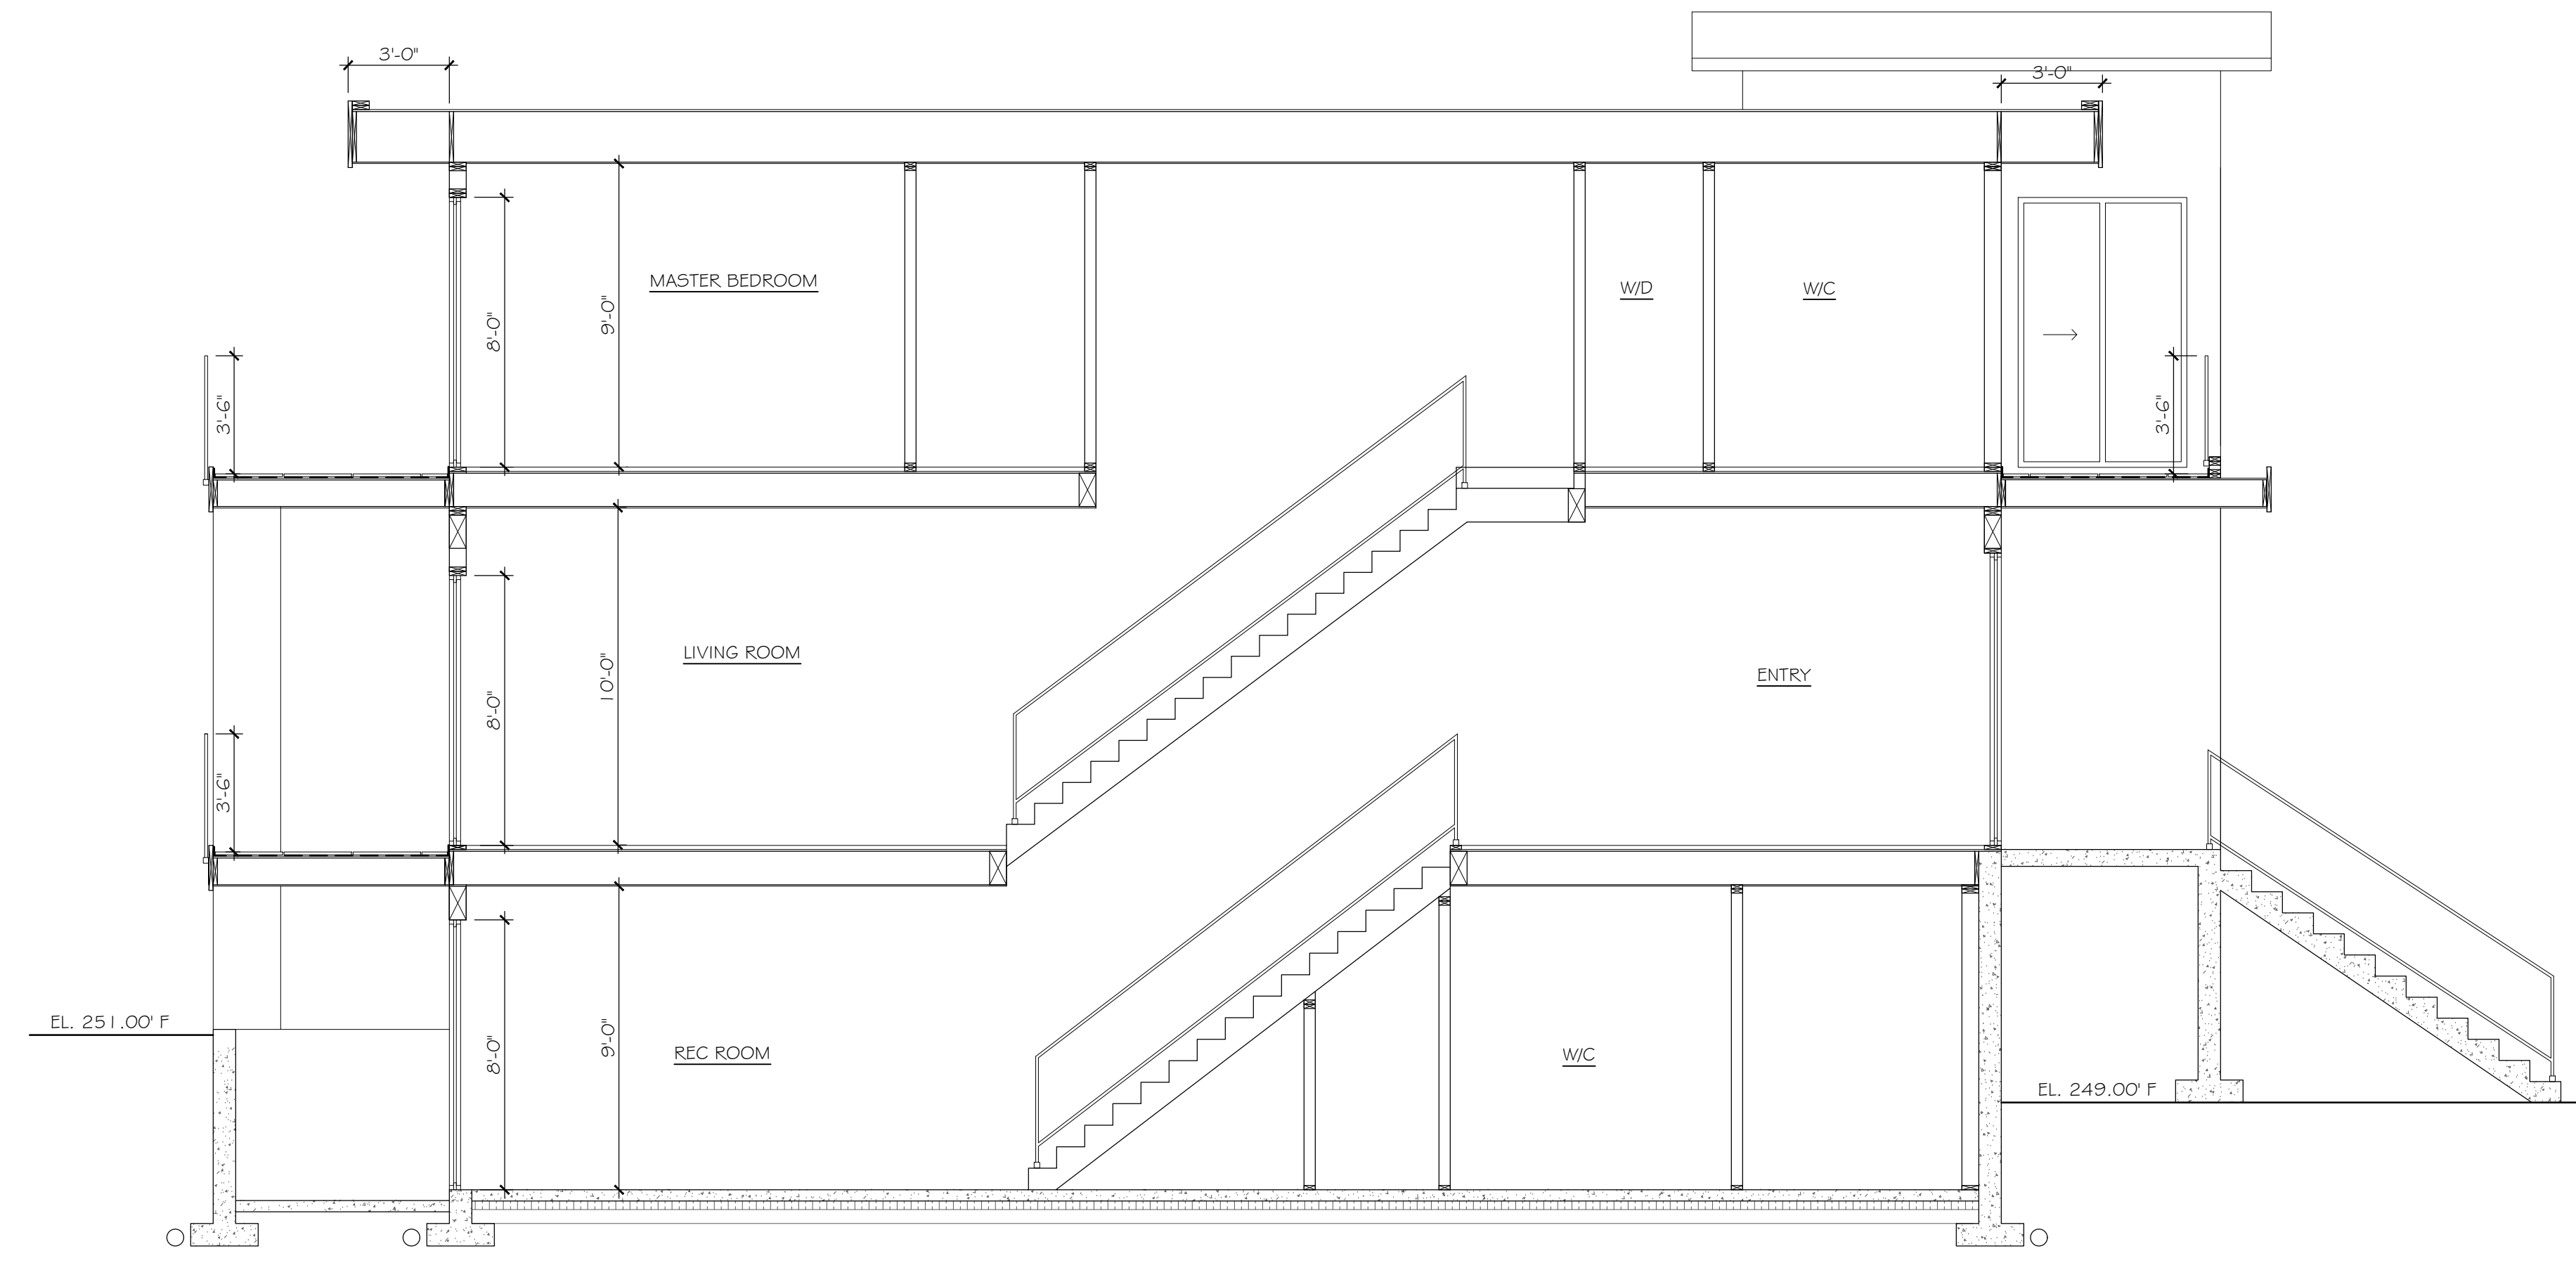 3'-0"
3'-0"
MASTER BEDROOM
W/D
W/C
8'-0"
9'-0"
3'-6"
3'-6"
LIVING ROOM
ENTRY
8'-0"
10'-0"
3'-6"
EL. 251.00' F
REC ROOM
W/C
8'-0"
9'-0"
EL. 249.00' F